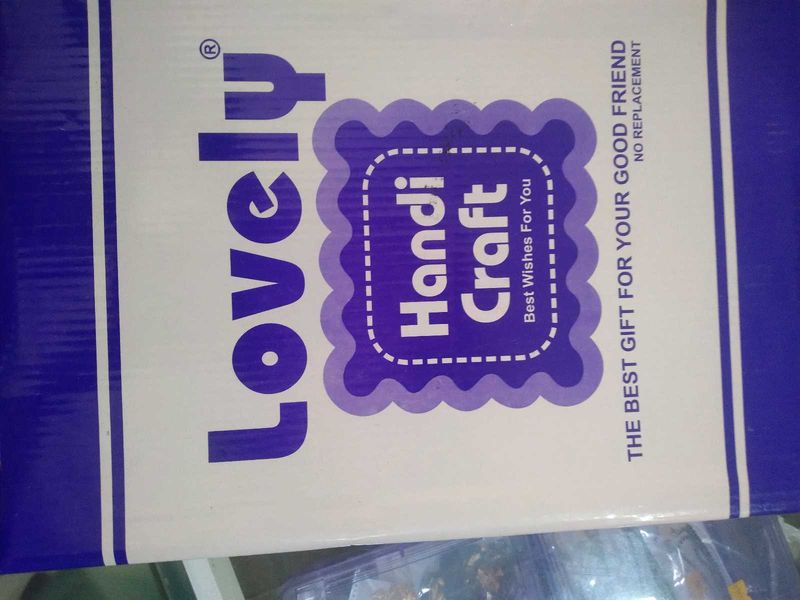 Lovely®
Handi
Craft
Best Wishes For You
THE BEST GIFT FOR YOUR GOOD FRIEND
NO REPLACEMENT